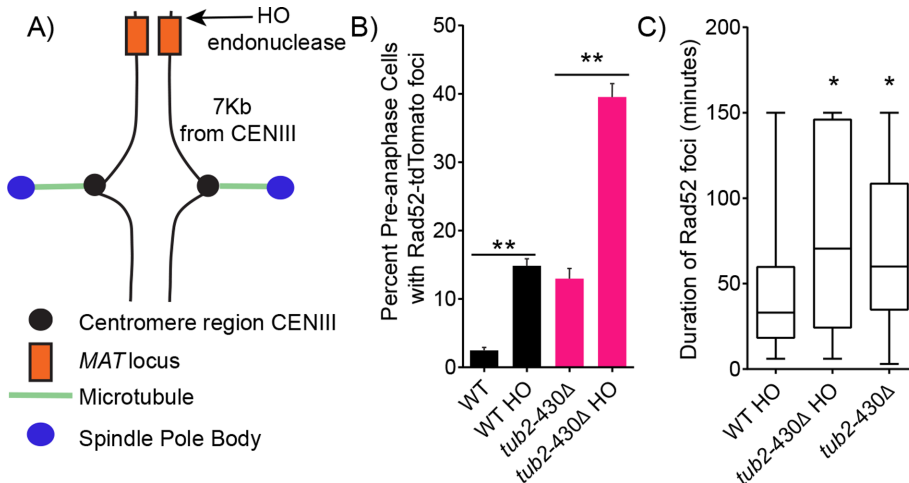 A)
HO
endonuclease
7Kb
from CENIII
Centromere region CENIII
MAT locus
Microtubule
Spindle Pole Body
B)
Percent Pre-anaphase Cells
with Rad52-tdTomato foci
50
40
30
20
10
0
**
**
WT
WT HO
tub2-430Δ
tub2-430Δ HO
C)
Duration of Rad52 foci (minutes)
200
150
100
50
0
*
*
WT HO
tub2-430Δ HO
tub2-430Δ